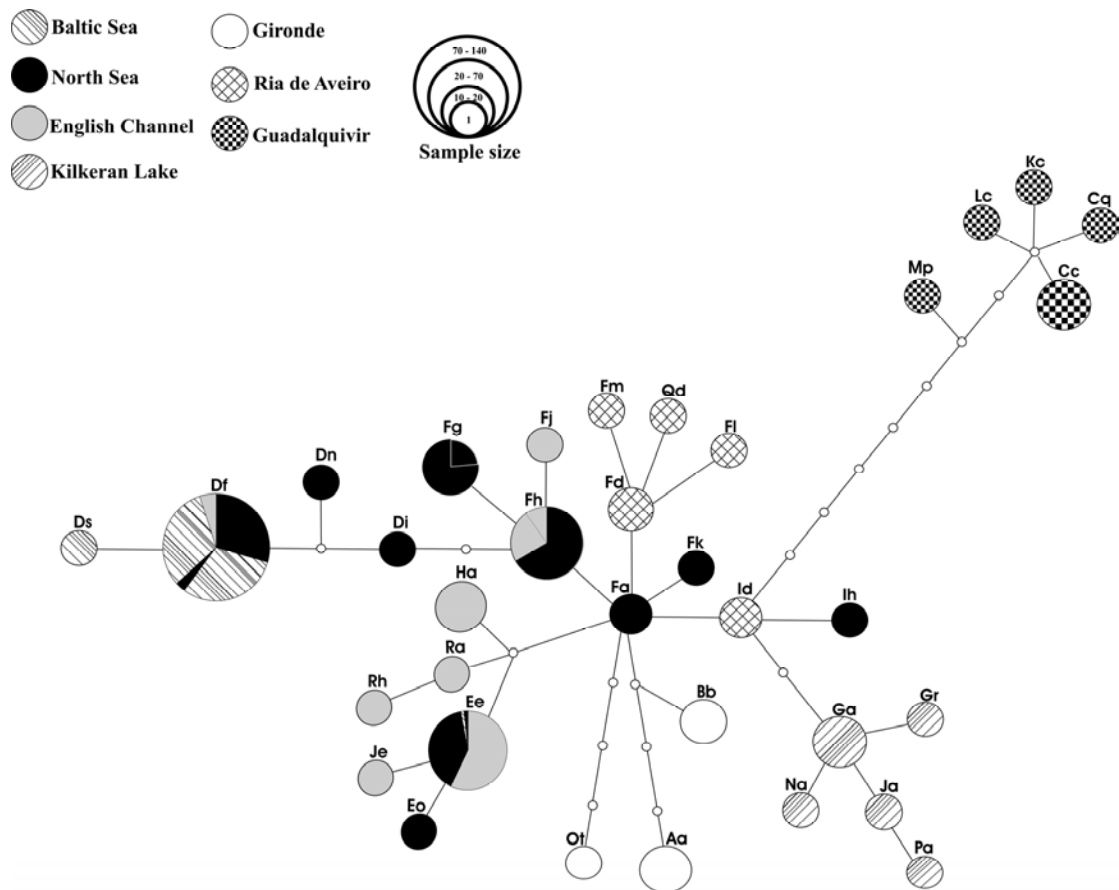 Baltic Sea
North Sea
English Channel
Kilkeran Lake
Gironde
Ria de Aveiro
Guadalquivir
70 - 140
20 - 70
10 - 20
1
Sample size
Kc
Lc
Cq
Mp
Cc
Fm
Qd
Fj
Fl
Fg
Dn
Df
Fh
Fd
Ds
Di
Fk
Ha
Fa
Id
Ih
Ra
Rh
Ee
Bb
Ga
Gr
Je
Na
Ja
Eo
Ot
Aa
Pa